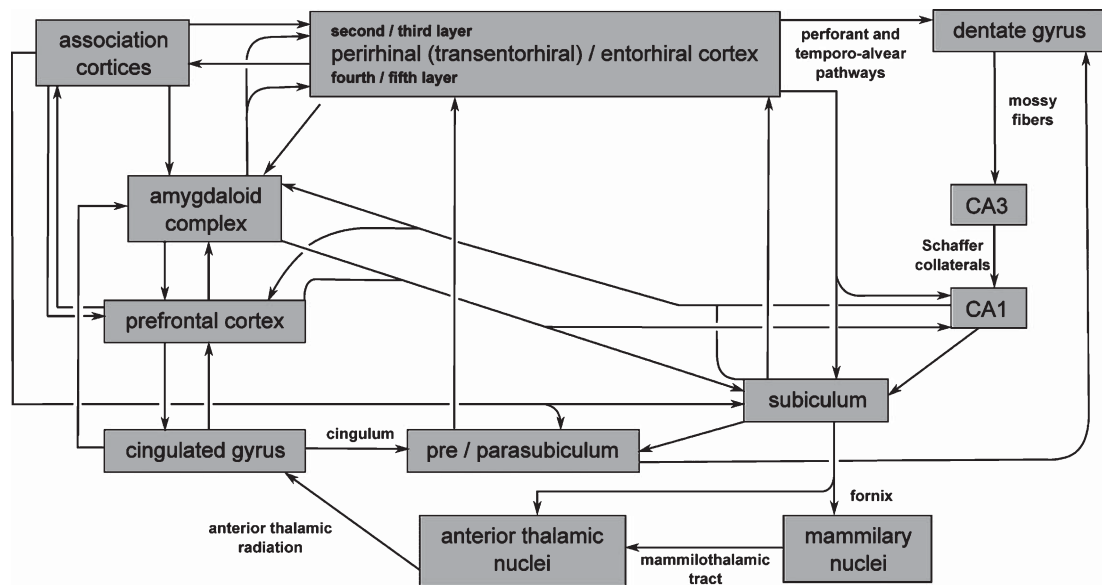 association
cortices
second / third layer
perirhinal (transentorhiral) / entorhiral cortex
fourth / fifth layer
perforant and
temporo-alvear
pathways
dentate gyrus
mossy
fibers
amygdaloid
complex
CA3
Schaffer
collaterals
prefrontal cortex
CA1
subiculum
cingulated gyrus
cingulum
pre / parasubiculum
fornix
anterior thalamic
radiation
anterior thalamic
nuclei
mammilothalamic
tract
mammilary
nuclei